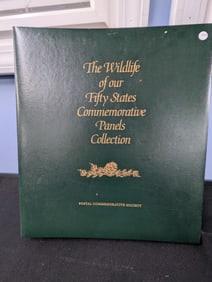 The Wildlife
of our
Fifty States
Commemorative
Panels
Collection
POSTAL COMMEMORATIVE SOCIETY